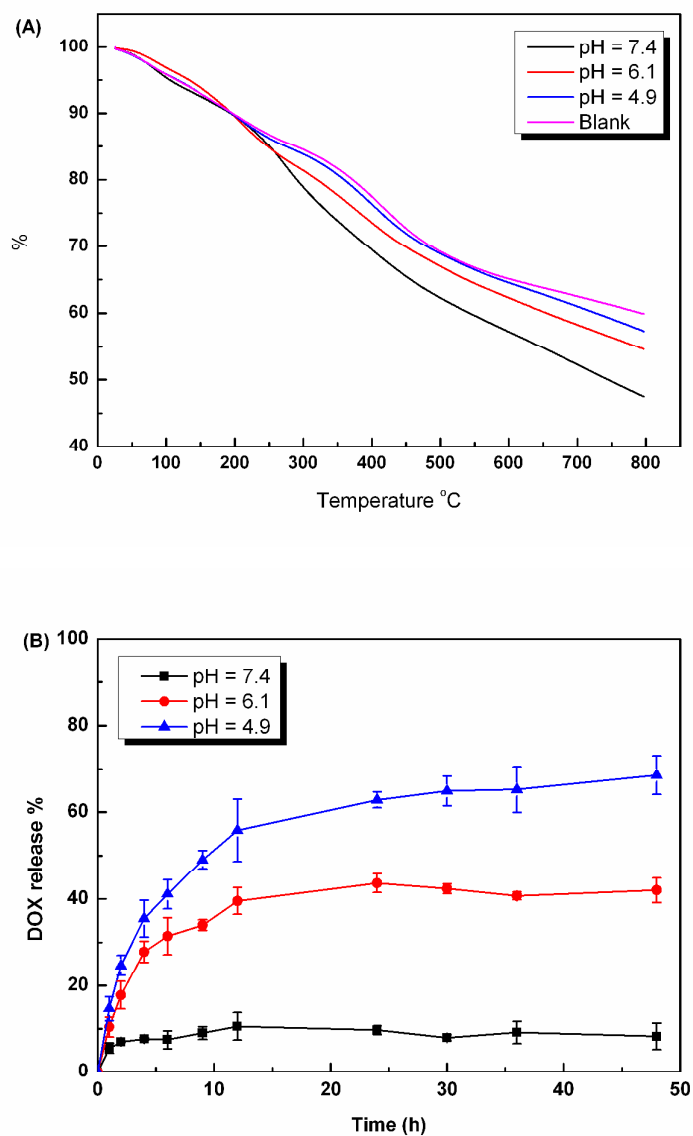 (A)
100
90
80
70
60
50
40
%
pH = 7.4
pH = 6.1
pH = 4.9
Blank
0 100 200 300 400 500 600 700 800
Temperature °C
(B)
100
80
60
40
20
0
DOX release %
pH = 7.4
pH = 6.1
pH = 4.9
0 10 20 30 40 50
Time (h)